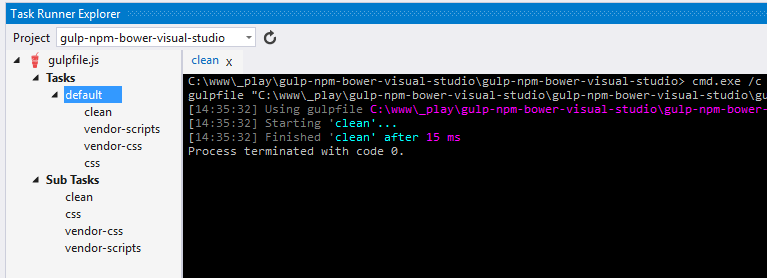 Task Runner Explorer
Project gulp-npm-bower-visual-studio
gulpfile.js
Tasks
default
clean
vendor-scripts
vendor-css
css
Sub Tasks
clean
css
vendor-css
vendor-scripts
clean x
C:\www\_play\gulp-npm-bower-visual-studio\gulp-npm-bower-visual-studio> cmd.exe /c
gulpfile "C:\www\_play\gulp-npm-bower-visual-studio\gulp-npm-bower-visual-studio\gu
[14:35:32] Using gulpfile C:\www\_play\gulp-npm-bower-visual-studio\gulp-npm-bower-
[14:35:32] Starting 'clean'...
[14:35:32] Finished 'clean' after 15 ms
Process terminated with code 0.